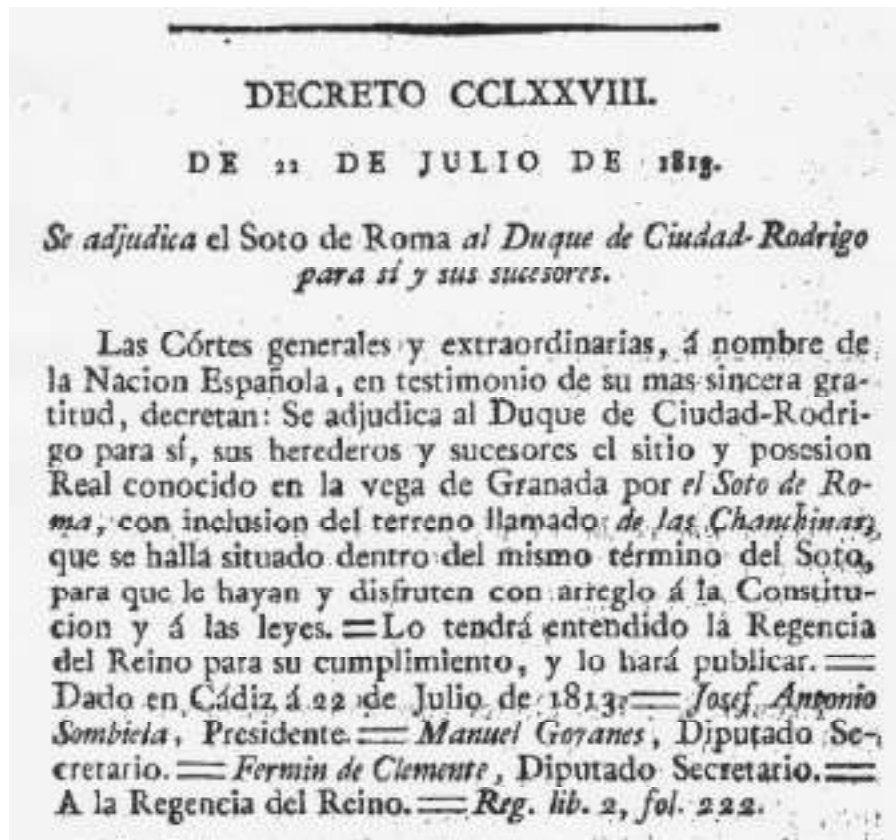 DECRETO CCLXXVIII.
DE 22 DE JULIO DE 1813.
Se adjudica el Soto de Roma al Duque de Ciudad-Rodrigo
para sí y sus sucesores.
Las Córtes generales y extraordinarias, á nombre de
la Nacion Española, en testimonio de su mas sincera gra-
titud, decretan: Se adjudica al Duque de Ciudad-Rodri-
go para sí, sus herederos y sucesores el sitio y posesion
Real conocido en la vega de Granada por el Soto de Ro-
ma, con inclusion del terreno llamado de las Chanchinas,
que se halla situado dentro del mismo término del Soto,
para que le hayan y disfruten con arreglo á la Constitu-
cion y á las leyes. = Lo tendrá entendido la Regencia
del Reino para su cumplimiento, y lo hará publicar. =
Dado en Cádiz á 22 de Julio de 1813. = Josef Antonio
Sombiela, Presidente. = Manuel Goyanes, Diputado Se-
cretario. = Fermin de Clemente, Diputado Secretario. =
A la Regencia del Reino. = Reg. lib. 2, fol. 222.